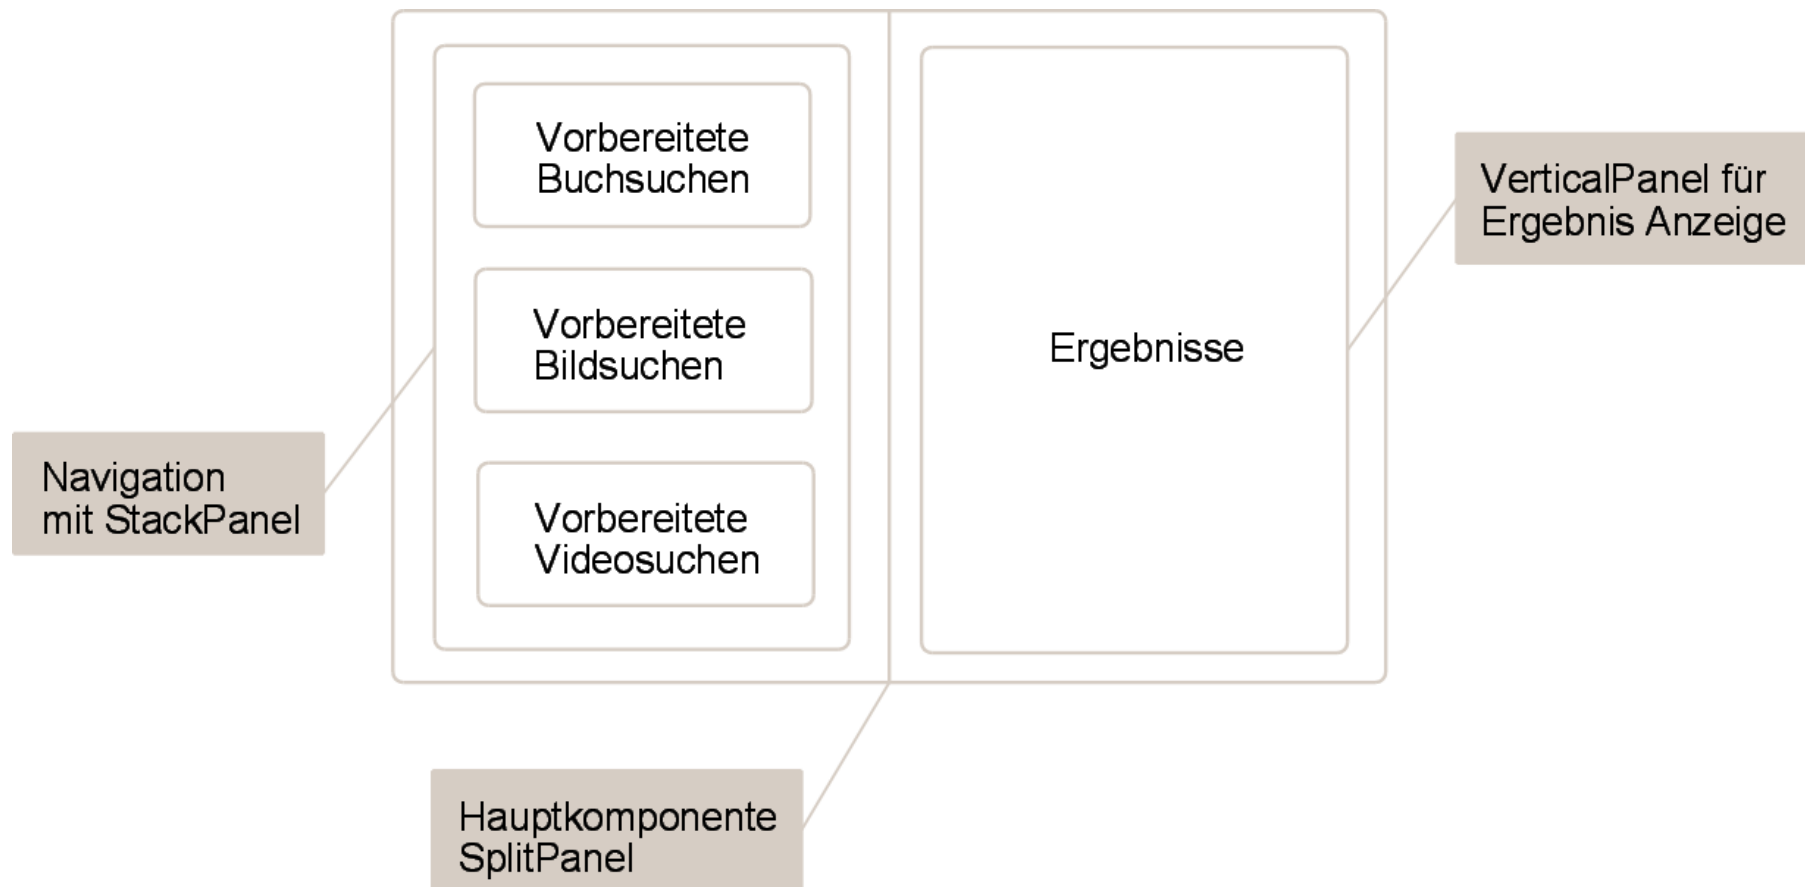 Vorbereitete
Buchsuchen
Vorbereitete
Bildsuchen
Vorbereitete
Videosuchen
Ergebnisse
VerticalPanel für
Ergebnis Anzeige
Navigation
mit StackPanel
Hauptkomponente
SplitPanel